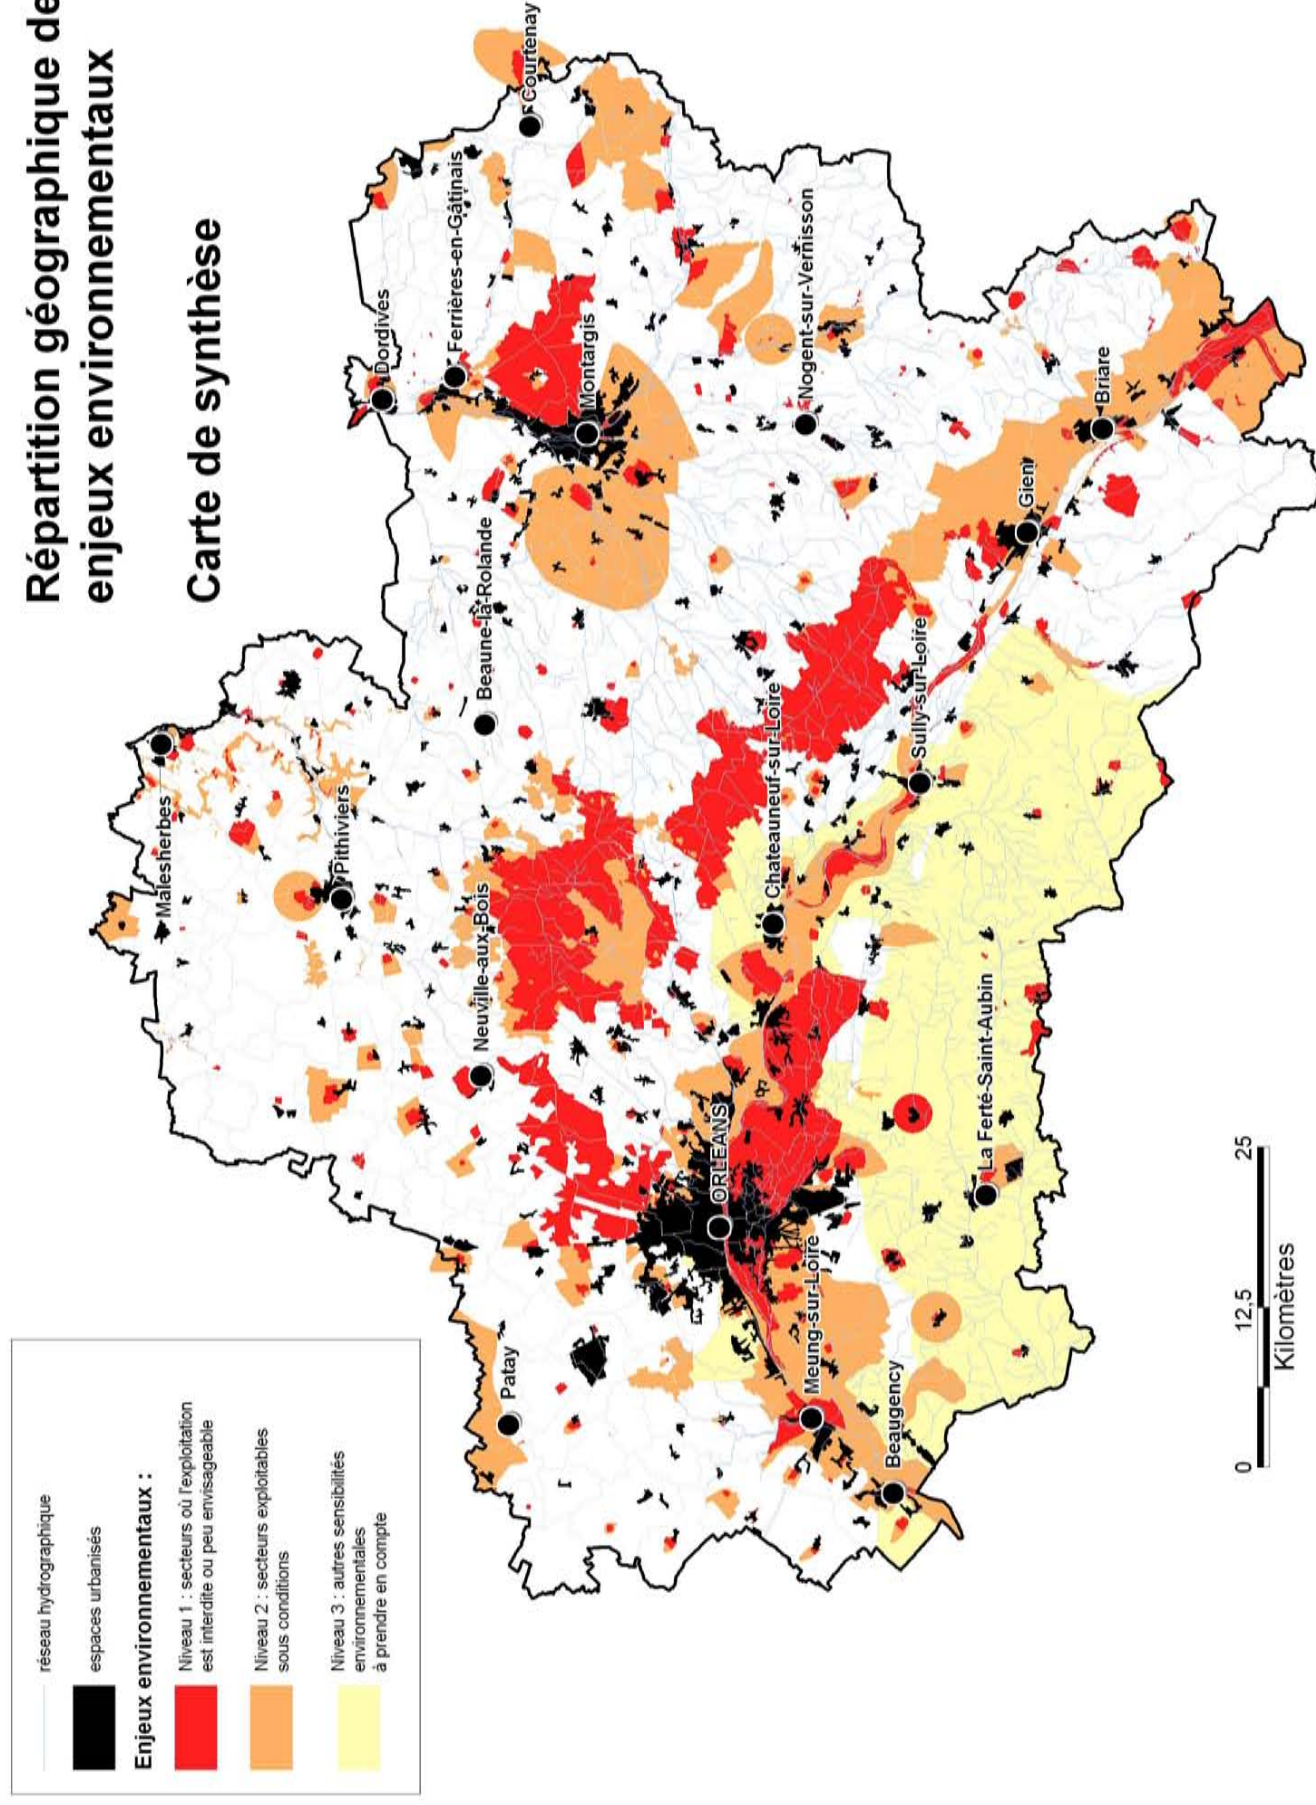 Répartition géographique de
enjeux environnementaux
Carte de synthèse
réseau hydrographique
espaces urbanisés
Enjeux environnementaux :
Niveau 1 : secteurs où l'exploitation
est interdite ou peu envisageable
Niveau 2 : secteurs exploitables
sous conditions
Niveau 3 : autres sensibilités
environnementales
à prendre en compte
Malesherbes
Pithiviers
Dordives
Ferrières-en-Gâtinais
Courtenay
Beaune-la-Rolande
Montargis
Neuville-aux-Bois
Patay
Nogent-sur-Vernisson
Chateauneuf-sur-Loire
ORLEANS
Meung-sur-Loire
Beaugency
Sully-sur-Loire
Gien
Briare
La Ferté-Saint-Aubin
0 12,5 25
Kilomètres